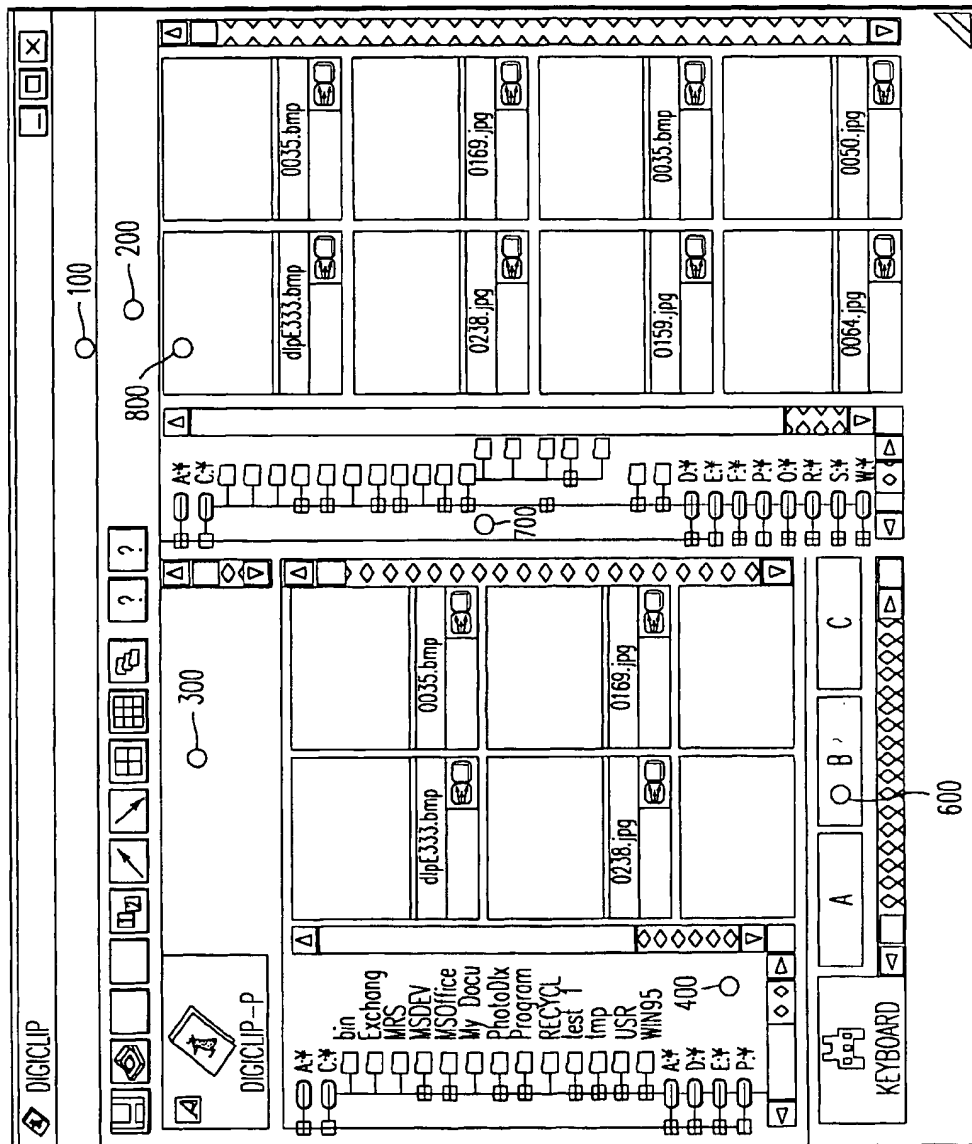 DIGICLIP
100
200
? ?
DIGICLIP-P
300
A:¥
C:¥
bin
Exchang
MRS
MSDEV
MSOffice
My Docu
PhotoDlx
Program
RECYCL
test 1
tmp
USR
WIN95
A:¥
D:¥
E:¥
P:¥
400
dlpE333.bmp 0035.bmp
0238.jpg 0169.jpg
KEYBOARD
A B C
600
A:¥
C:¥
700
D:¥
E:¥
F:¥
P:¥
O:¥
R:¥
S:¥
W:¥
800
dlpE333.bmp 0035.bmp
0238.jpg 0169.jpg
0159.jpg 0035.bmp
0064.jpg 0050.jpg